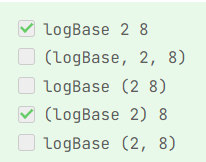 logBase 2 8
(logBase, 2, 8)
logBase (2 8)
(logBase 2) 8
logBase (2, 8)